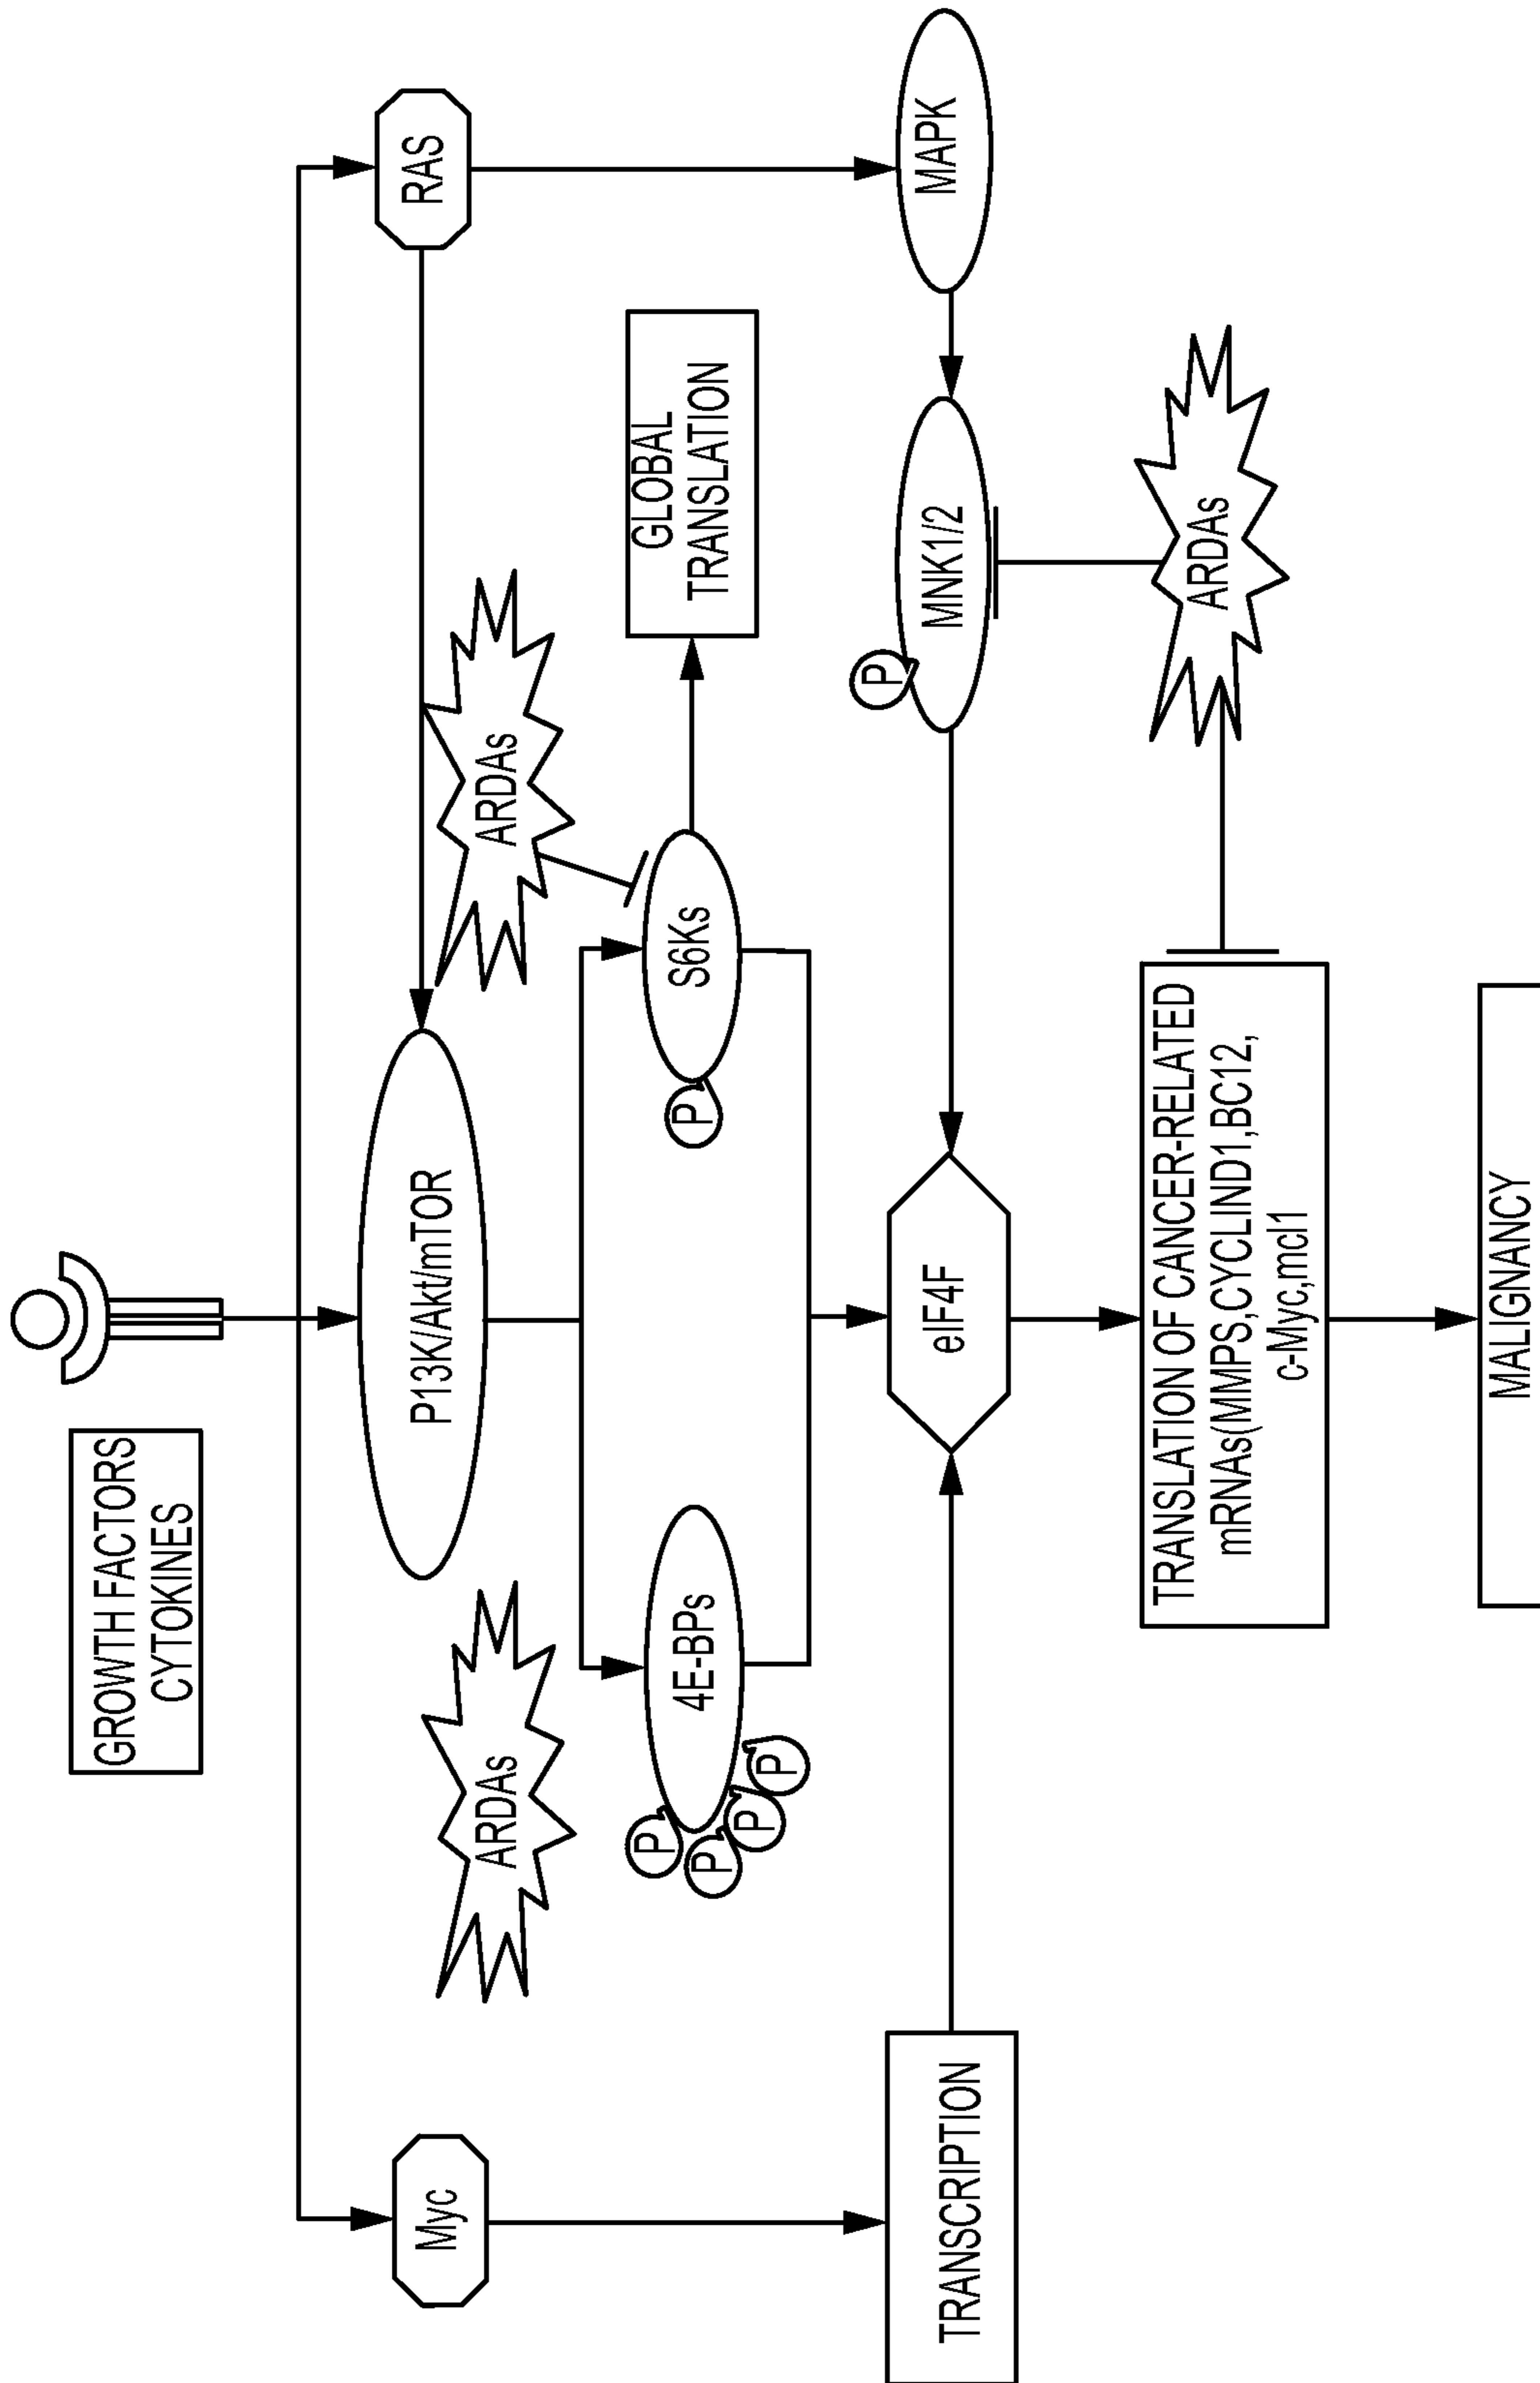 GROWTH FACTORS
CYTOKINES
Myc
P13K/Akt/mTOR
RAS
ARDAs
ARDAs
4E-BPs
P
P
P
P
S6Ks
P
GLOBAL
TRANSLATION
TRANSCRIPTION
eIF4F
MNK1/2
P
MAPK
ARDAs
TRANSLATION OF CANCER-RELATED
mRNAs(MMPS,CYCLIND1,BC12,
c-Myc,mcl1
MALIGNANCY